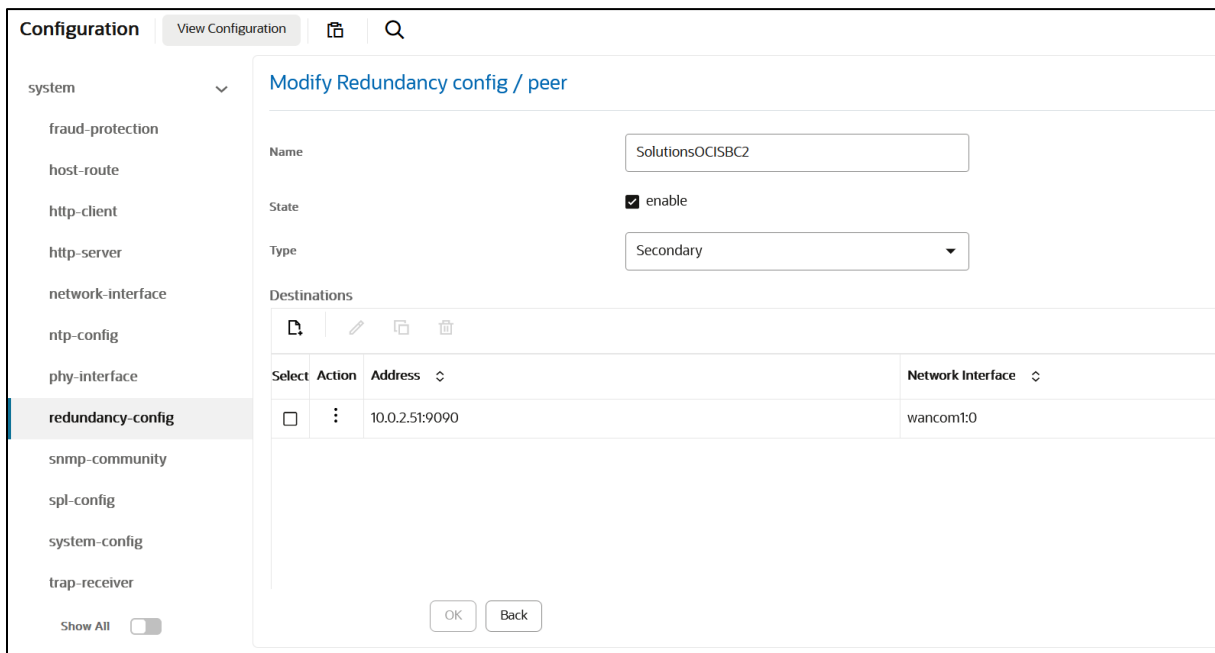 Configuration View Configuration
system
fraud-protection
host-route
http-client
http-server
network-interface
ntp-config
phy-interface
redundancy-config
snmp-community
spl-config
system-config
trap-receiver
Show All
Modify Redundancy config / peer
Name SolutionsOCISBC2
State enable
Type Secondary
Destinations
Select Action Address Network Interface
10.0.2.51:9090 wancom1:0
OK Back